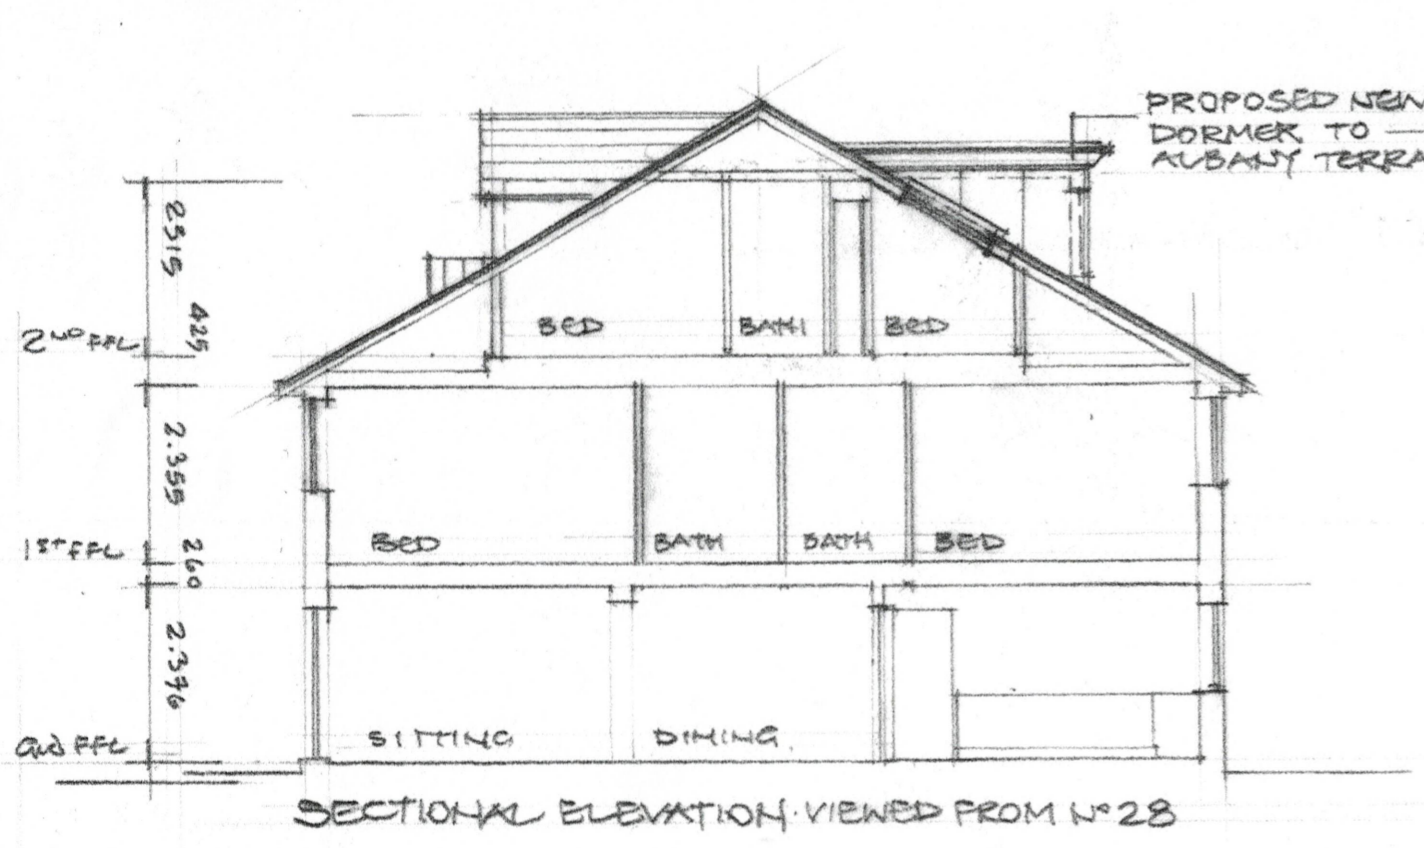 PROPOSED NEW
DORMER TO
ALBANY TERRA
2315
425
2ND FFL
BED BATH BED
2.355
1ST FFL
260
BED BATH BATH BED
2.376
GND FFL
SITTING DINING
SECTIONAL ELEVATION. VIEWED FROM No 28